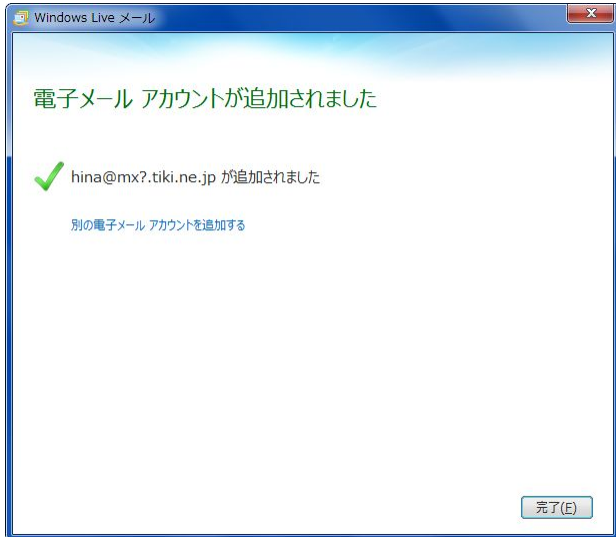 Windows Live メール
電子メール アカウントが追加されました
hina@mx?.tiki.ne.jp が追加されました
別の電子メール アカウントを追加する
完了(F)